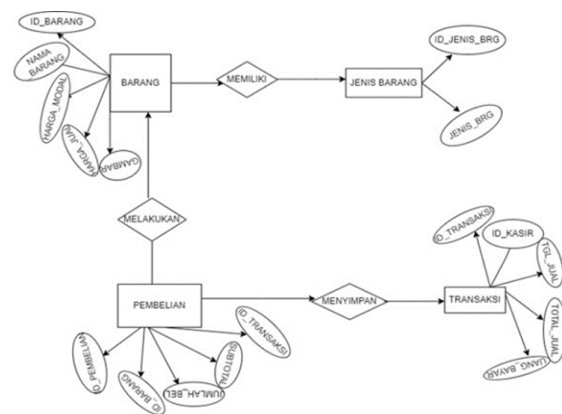 ID_BARANG
NAMA
BARANG
HARGA_MODAL
HARGA_JUAL
GAMBAR
BARANG
MEMILIKI
JENIS BARANG
ID_JENIS_BRG
JENIS_BRG
MELAKUKAN
PEMBELIAN
ID_PEMBELIAN
ID_BARANG
JUMLAH_BELI
SUBTOTAL
ID_TRANSAKSI
MENYIMPAN
TRANSAKSI
ID_TRANSAKSI
ID_KASIR
TGL_JUAL
TOTAL_JUAL
UANG_BAYAR